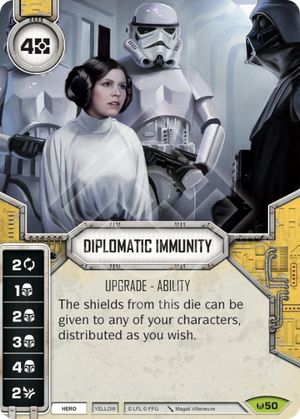 4
DIPLOMATIC IMMUNITY
UPGRADE - ABILITY
The shields from this die can be
given to any of your characters,
distributed as you wish.
2
1
2
3
4
2
HERO YELLOW © LFL © FFG Magali Villeneuve 50